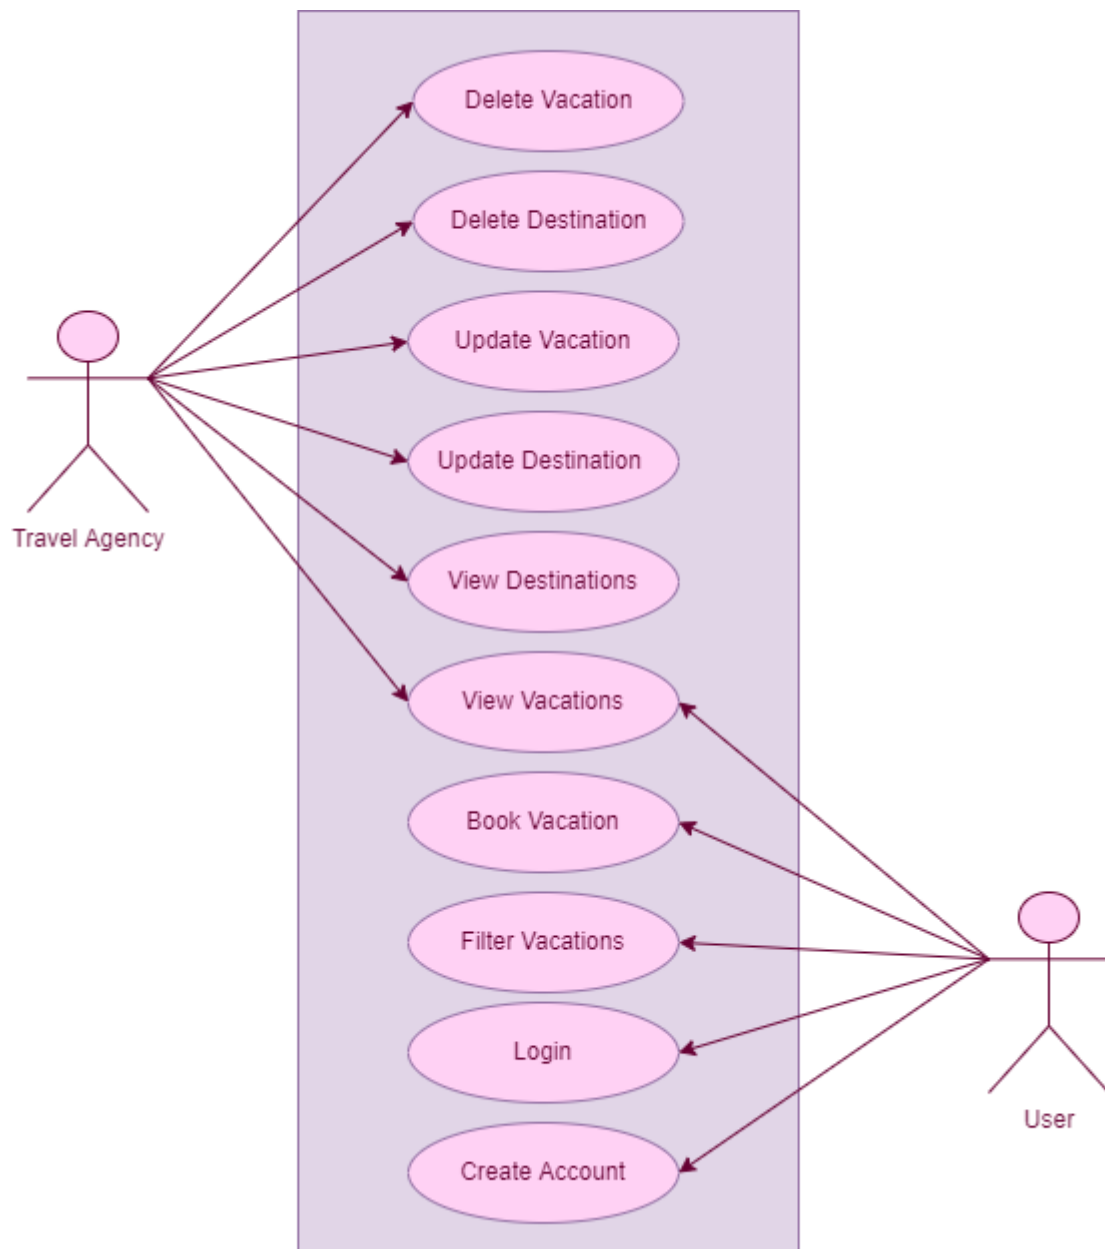 Delete Vacation
Delete Destination
Update Vacation
Update Destination
Travel Agency
View Destinations
View Vacations
Book Vacation
Filter Vacations
Login
User
Create Account